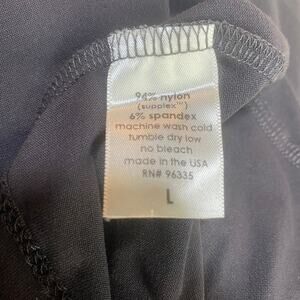 94% nylon
(supplex™)
6% spandex
machine wash cold
tumble dry low
no bleach
made in the USA
RN# 96335
L